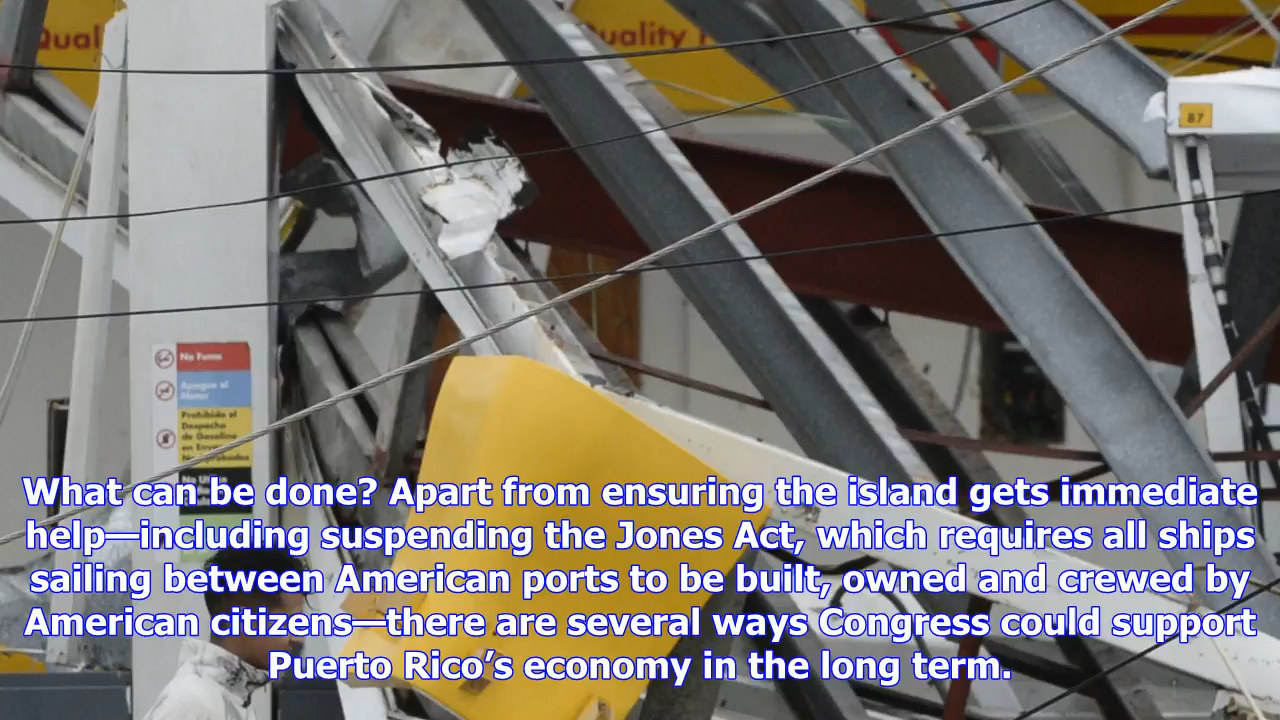 Qual
Quality
87
No Fume
Apague el
Motor
Prohibido el
Despacho
de Gasolina
What can be done? Apart from ensuring the island gets immediate
help—including suspending the Jones Act, which requires all ships
sailing between American ports to be built, owned and crewed by
American citizens—there are several ways Congress could support
Puerto Rico’s economy in the long term.